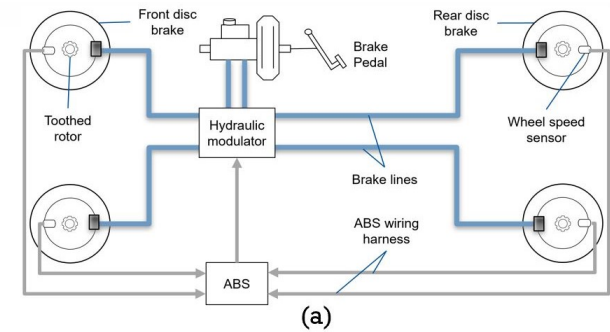 Front disc
brake
Rear disc
brake
Brake
Pedal
Toothed
rotor
Hydraulic
modulator
Wheel speed
sensor
Brake lines
ABS wiring
harness
ABS
(a)